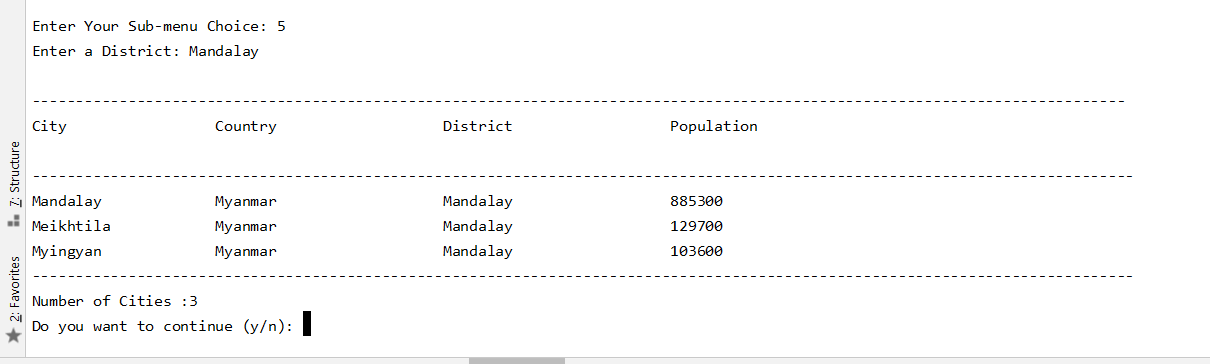 Enter Your Sub-menu Choice: 5
Enter a District: Mandalay
-----------------------------------------------------------------------------------------------------------------------------
City Country District Population
------------------------------------------------------------------------------------------------------------------------------
Mandalay Myanmar Mandalay 885300
Meikhtila Myanmar Mandalay 129700
Myingyan Myanmar Mandalay 103600
------------------------------------------------------------------------------------------------------------------------------
Number of Cities :3
Do you want to continue (y/n):
7: Structure
2: Favorites